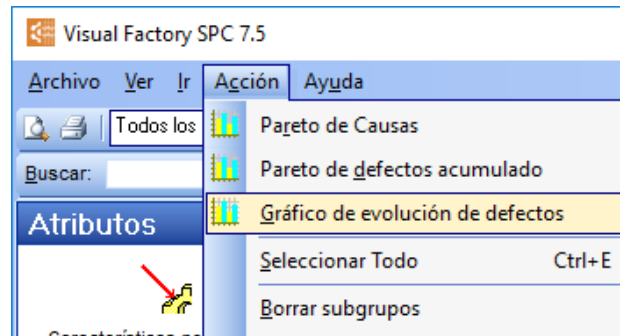 Visual Factory SPC 7.5
Archivo Ver Ir Acción Ayuda
Todos los
Pareto de Causas
Buscar:
Pareto de defectos acumulado
Atributos
Gráfico de evolución de defectos
Seleccionar Todo Ctrl+E
Borrar subgrupos